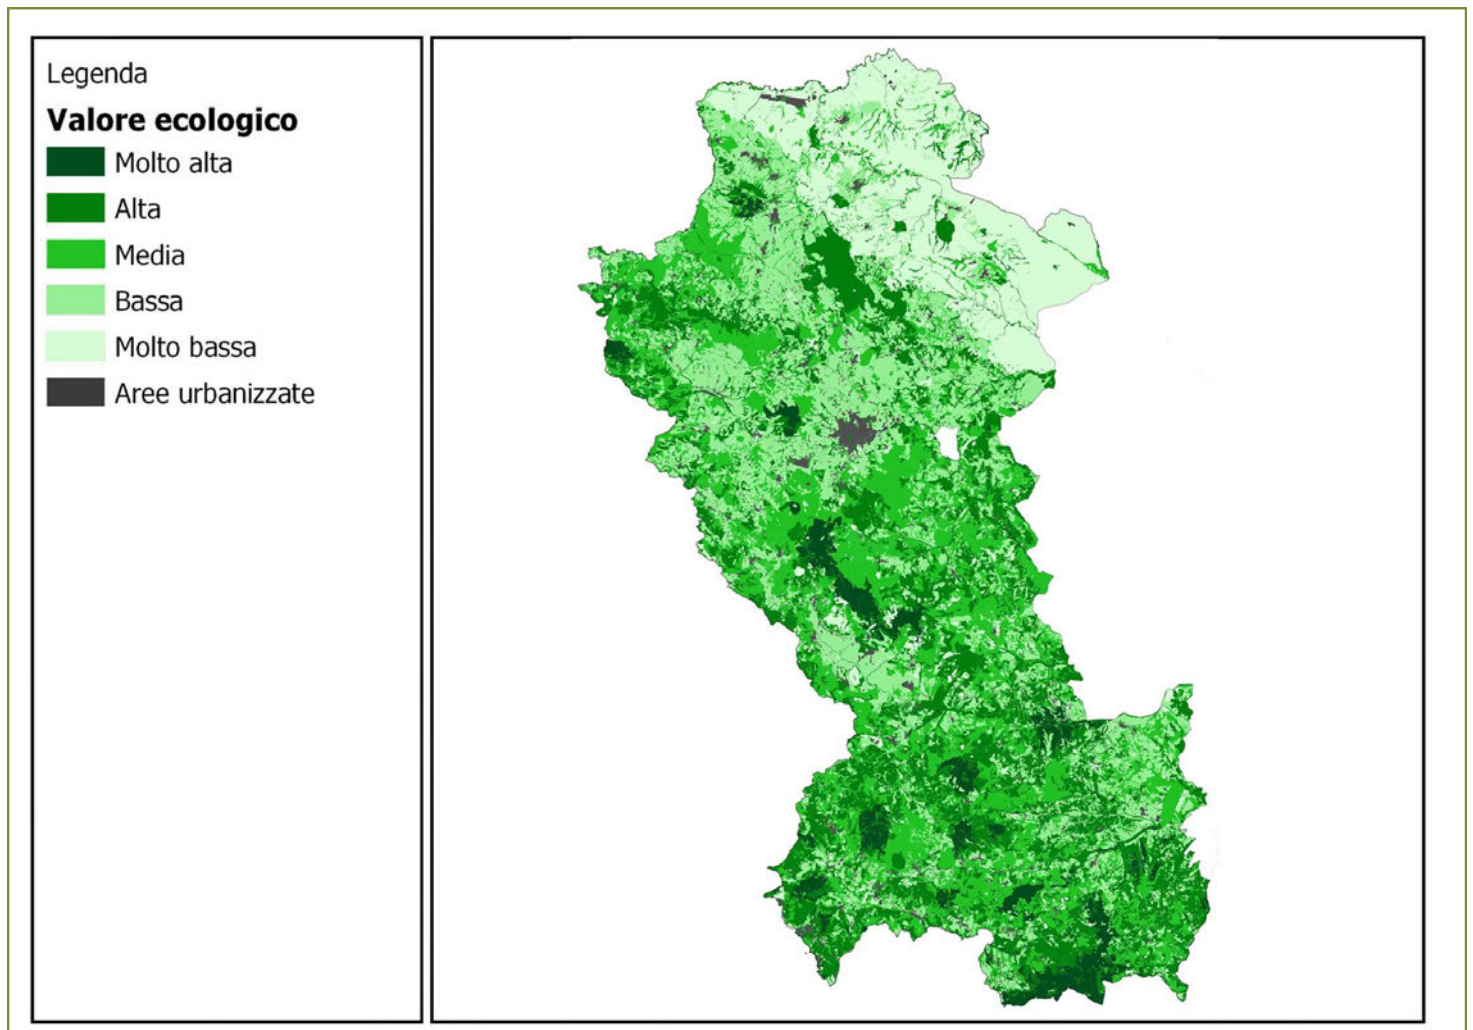 Legenda
Valore ecologico
Molto alta
Alta
Media
Bassa
Molto bassa
Aree urbanizzate